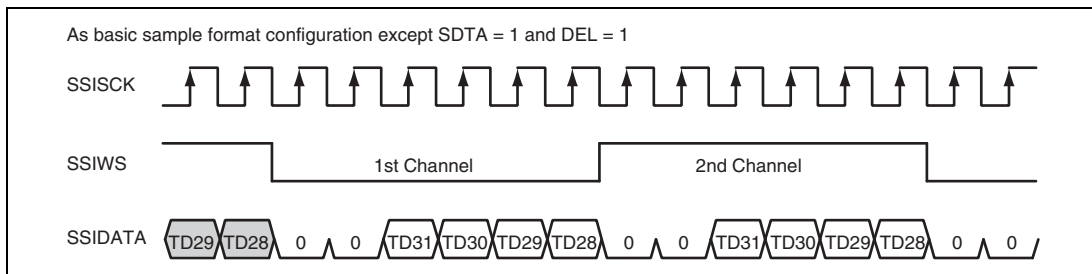 As basic sample format configuration except SDTA = 1 and DEL = 1
SSISCK
SSIWS 1st Channel 2nd Channel
SSIDATA TD29 TD28 0 0 TD31 TD30 TD29 TD28 0 0 TD31 TD30 TD29 TD28 0 0